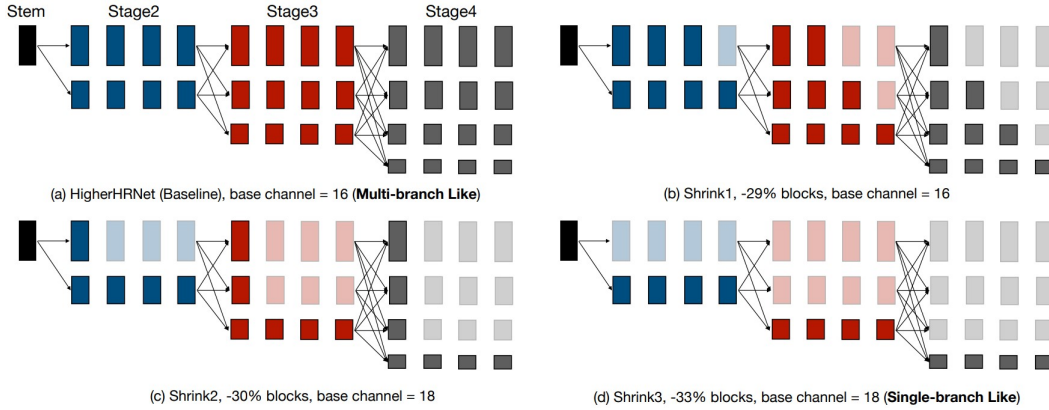 Stem
Stage2
Stage3
Stage4
(a) HigherHRNet (Baseline), base channel = 16 (Multi-branch Like)
(b) Shrink1, -29% blocks, base channel = 16
(c) Shrink2, -30% blocks, base channel = 18
(d) Shrink3, -33% blocks, base channel = 18 (Single-branch Like)